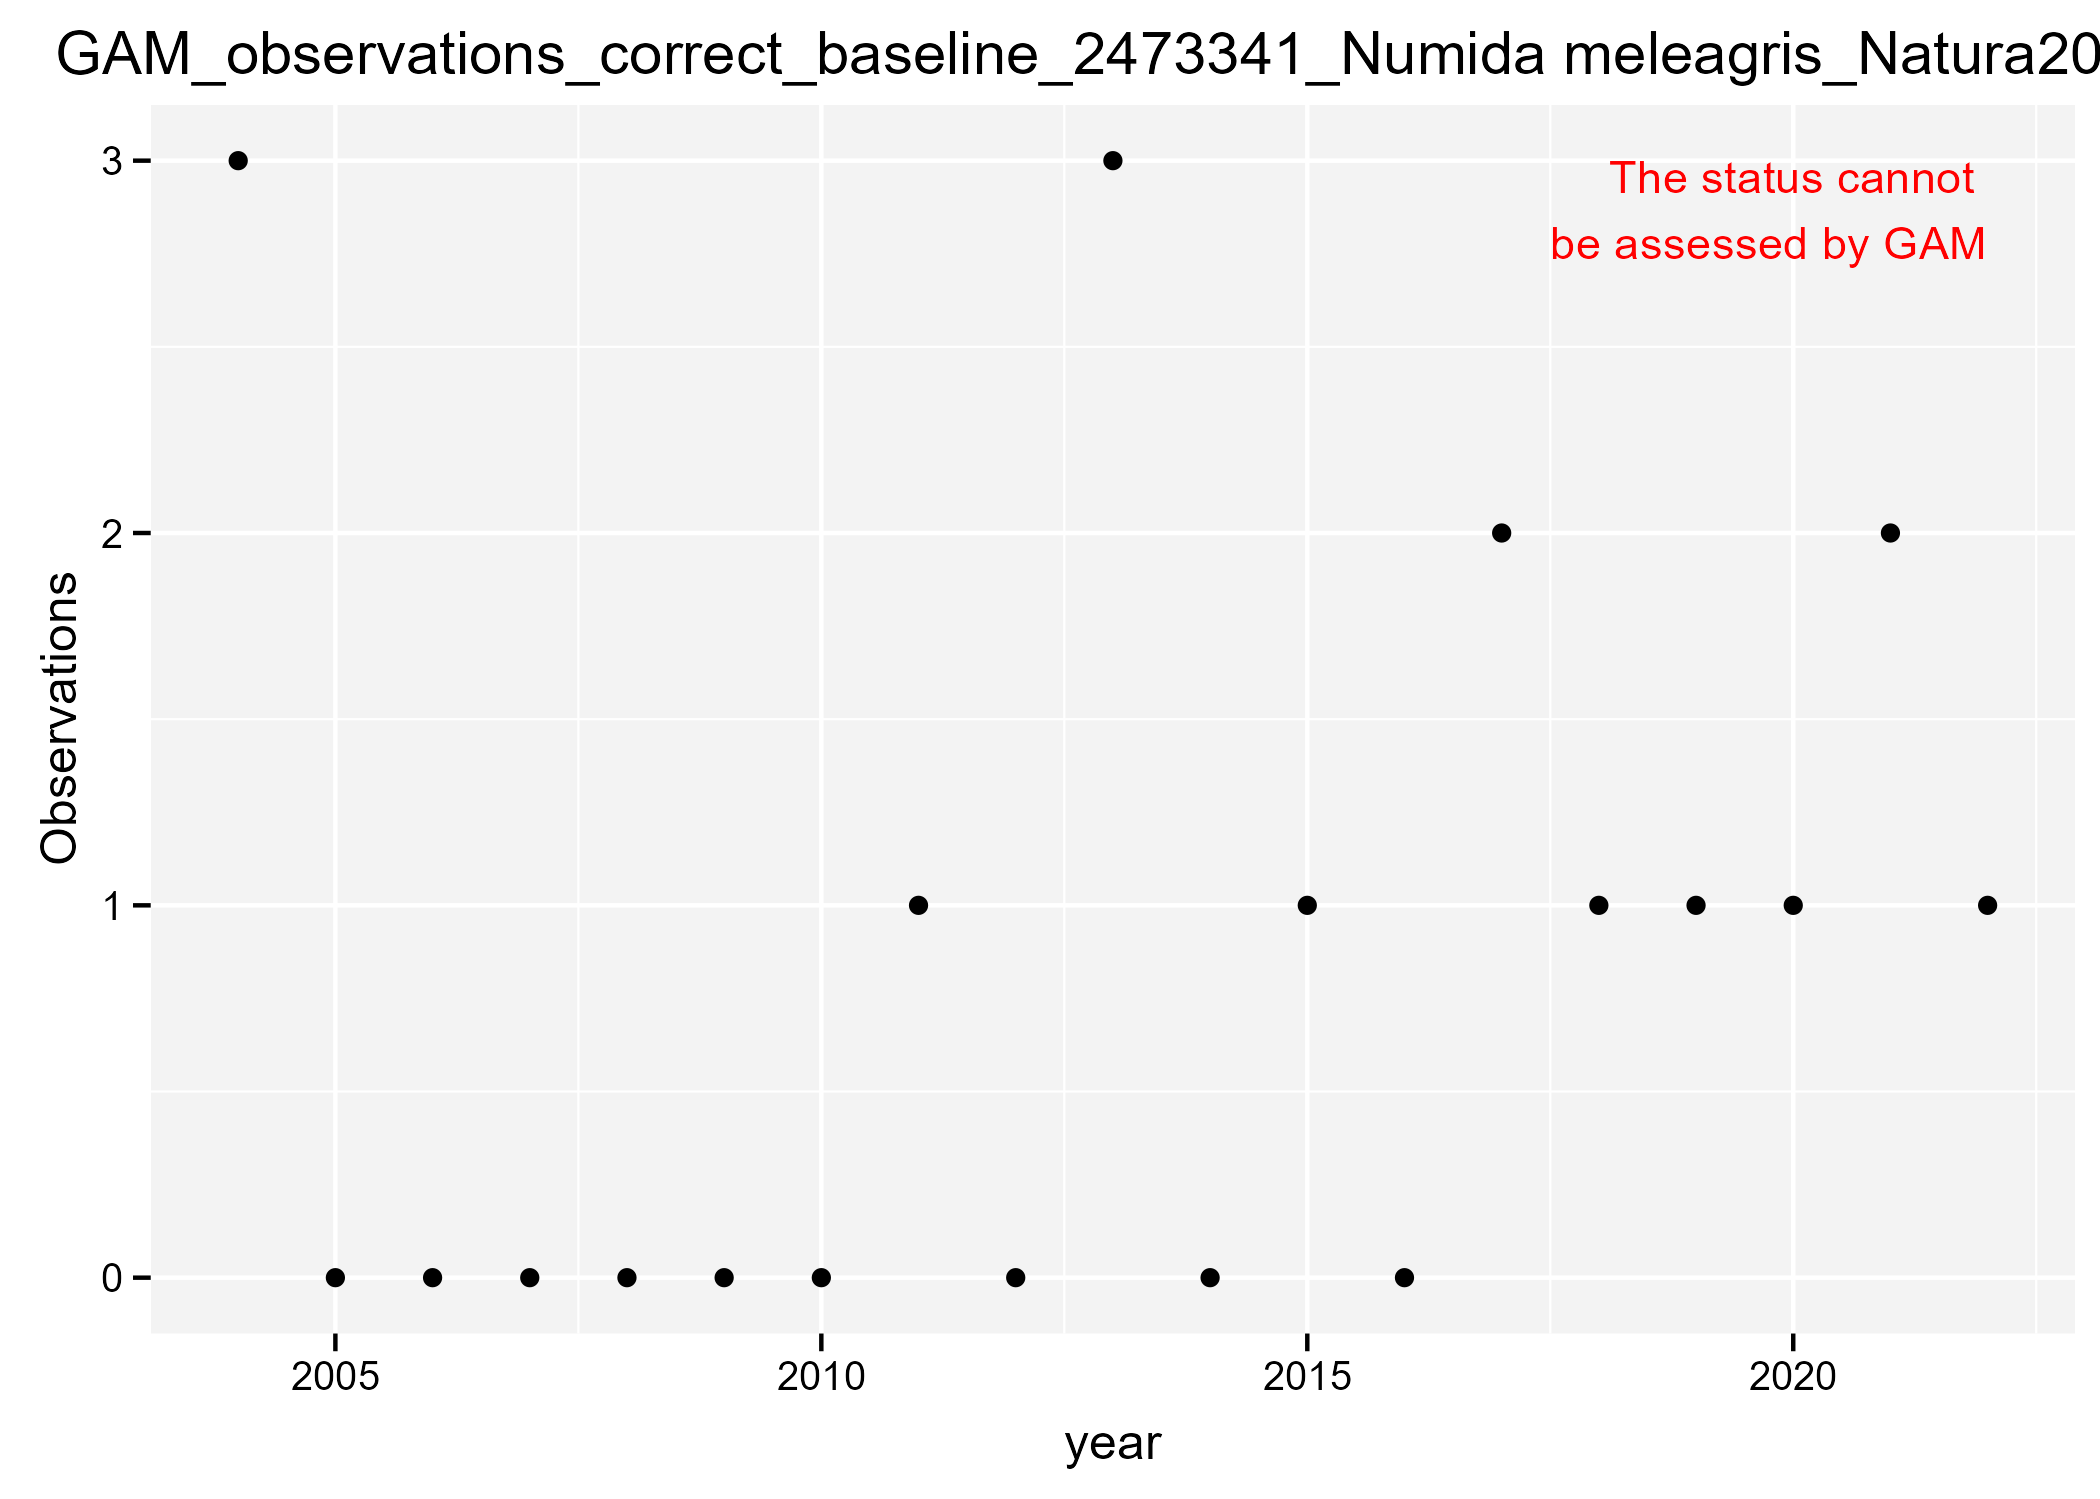 GAM_observations_correct_baseline_2473341_Numida meleagris_Natura20
3
The status cannot
be assessed by GAM
2
Observations
1
0
2005 2010 2015 2020
year